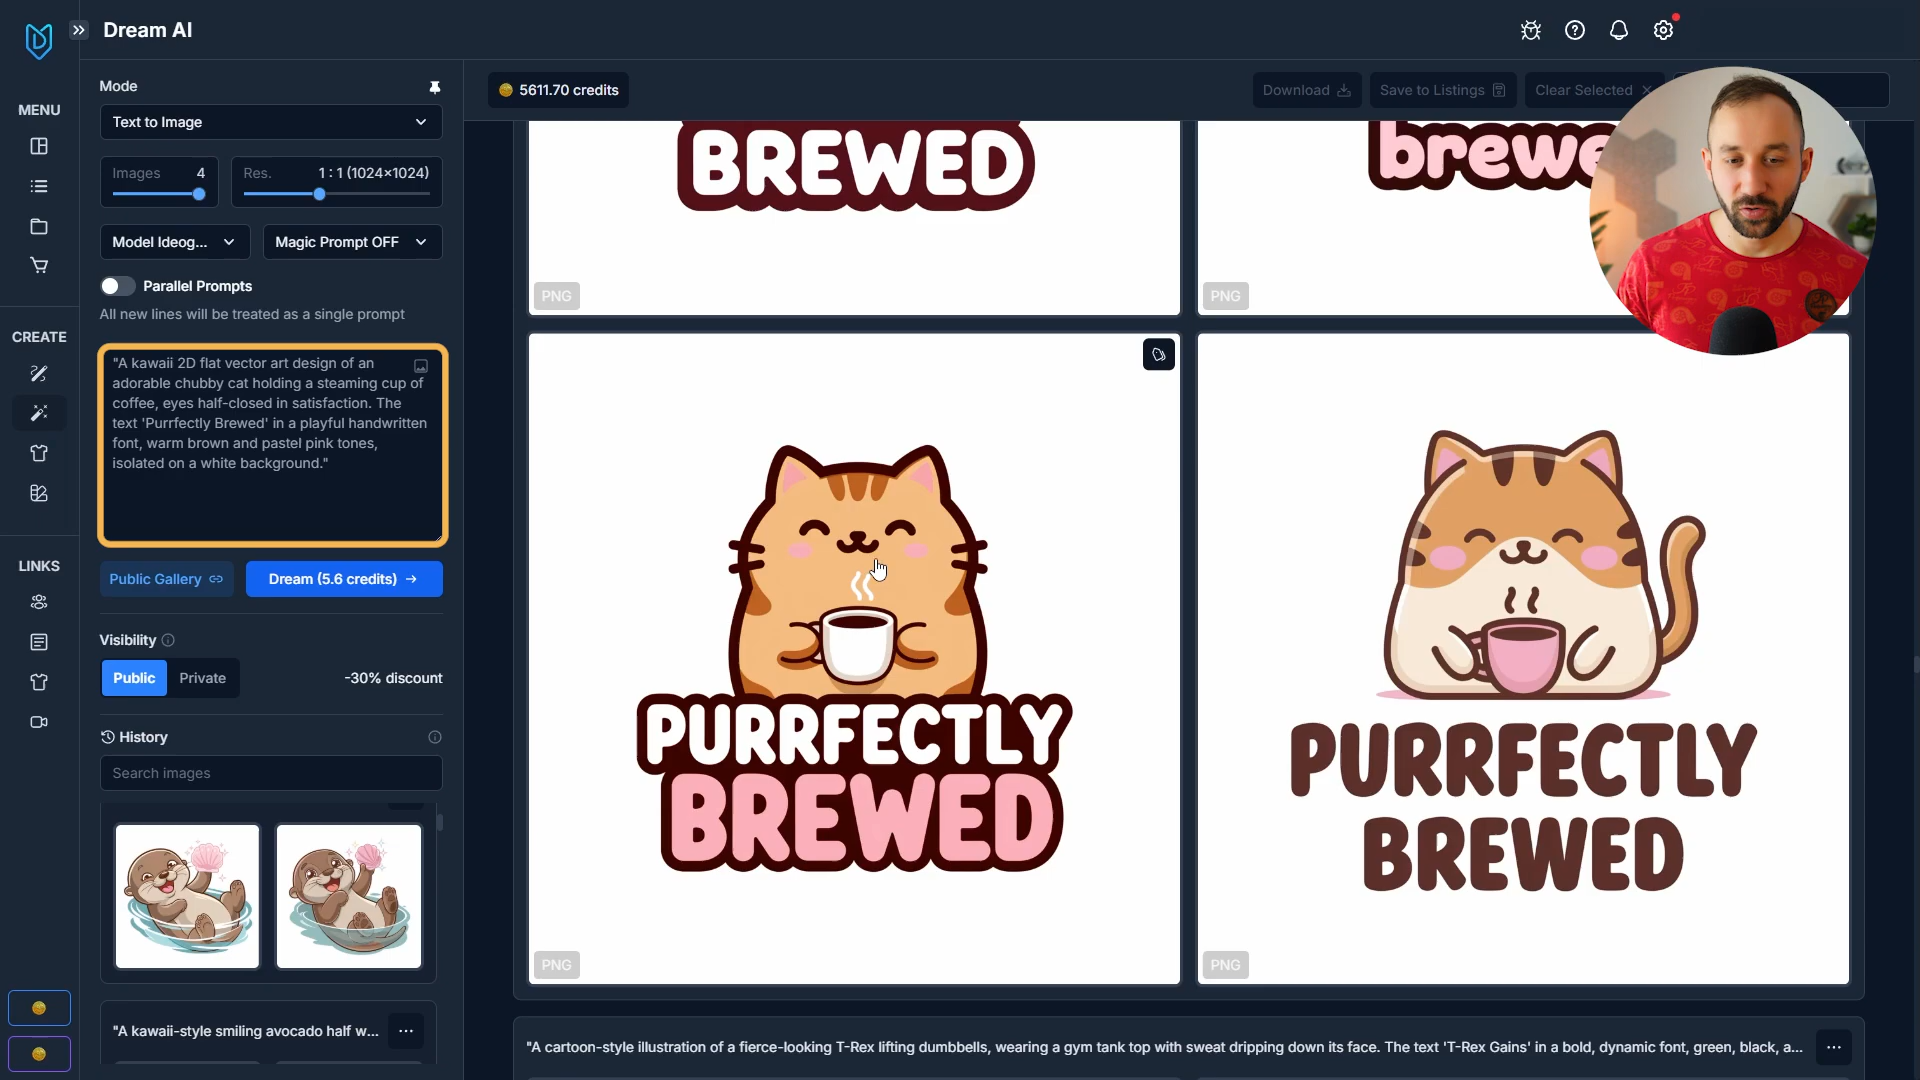 Dream AI
MENU
CREATE
LINKS
Mode
Text to Image
Images 4
Res. 1 : 1 (1024×1024)
Model Ideog...
Magic Prompt OFF
Parallel Prompts
All new lines will be treated as a single prompt
"A kawaii 2D flat vector art design of an
adorable chubby cat holding a steaming cup of
coffee, eyes half-closed in satisfaction. The
text 'Purrfectly Brewed' in a playful handwritten
font, warm brown and pastel pink tones,
isolated on a white background."
Public Gallery
Dream (5.6 credits)
Visibility
Public
Private
-30% discount
History
Search images
"A kawaii-style smiling avocado half w...
5611.70 credits
Download
Save to Listings
Clear Selected
BREWED
PNG
brewe
PNG
PURRFECTLY
BREWED
PNG
PURRFECTLY
BREWED
PNG
"A cartoon-style illustration of a fierce-looking T-Rex lifting dumbbells, wearing a gym tank top with sweat dripping down its face. The text 'T-Rex Gains' in a bold, dynamic font, green, black, a...